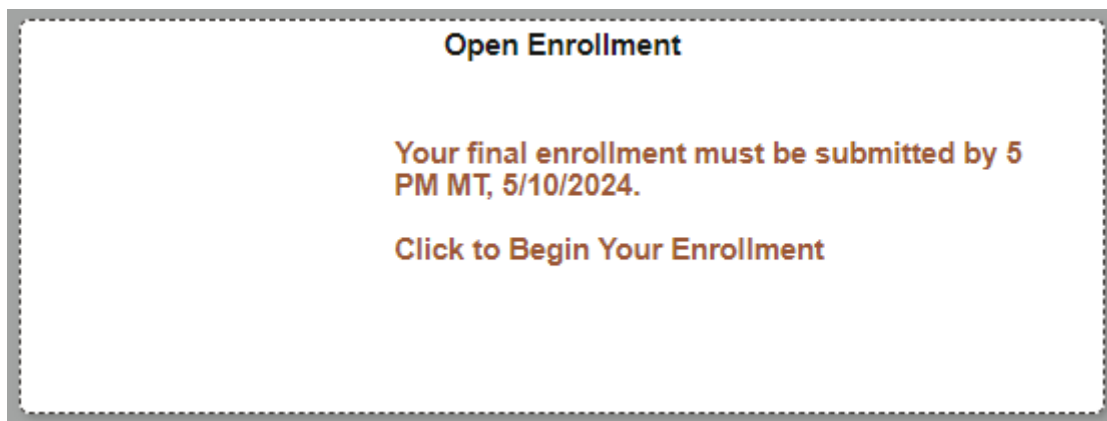 Open Enrollment
Your final enrollment must be submitted by 5
PM MT, 5/10/2024.
Click to Begin Your Enrollment